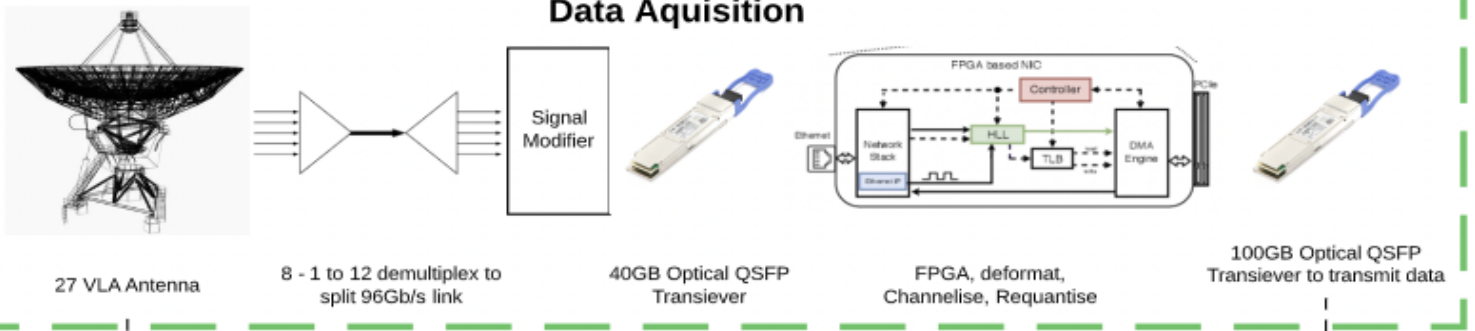 Data Aquisition
Signal
Modifier
FPGA based NIC
Controller
PCIe
Ethernet
Network
Stack
HLL
TLB
DMA
Engine
Ethernet IP
27 VLA Antenna
8 - 1 to 12 demultiplex to
split 96Gb/s link
40GB Optical QSFP
Transiever
FPGA, deformat,
Channelise, Requantise
100GB Optical QSFP
Transiever to transmit data